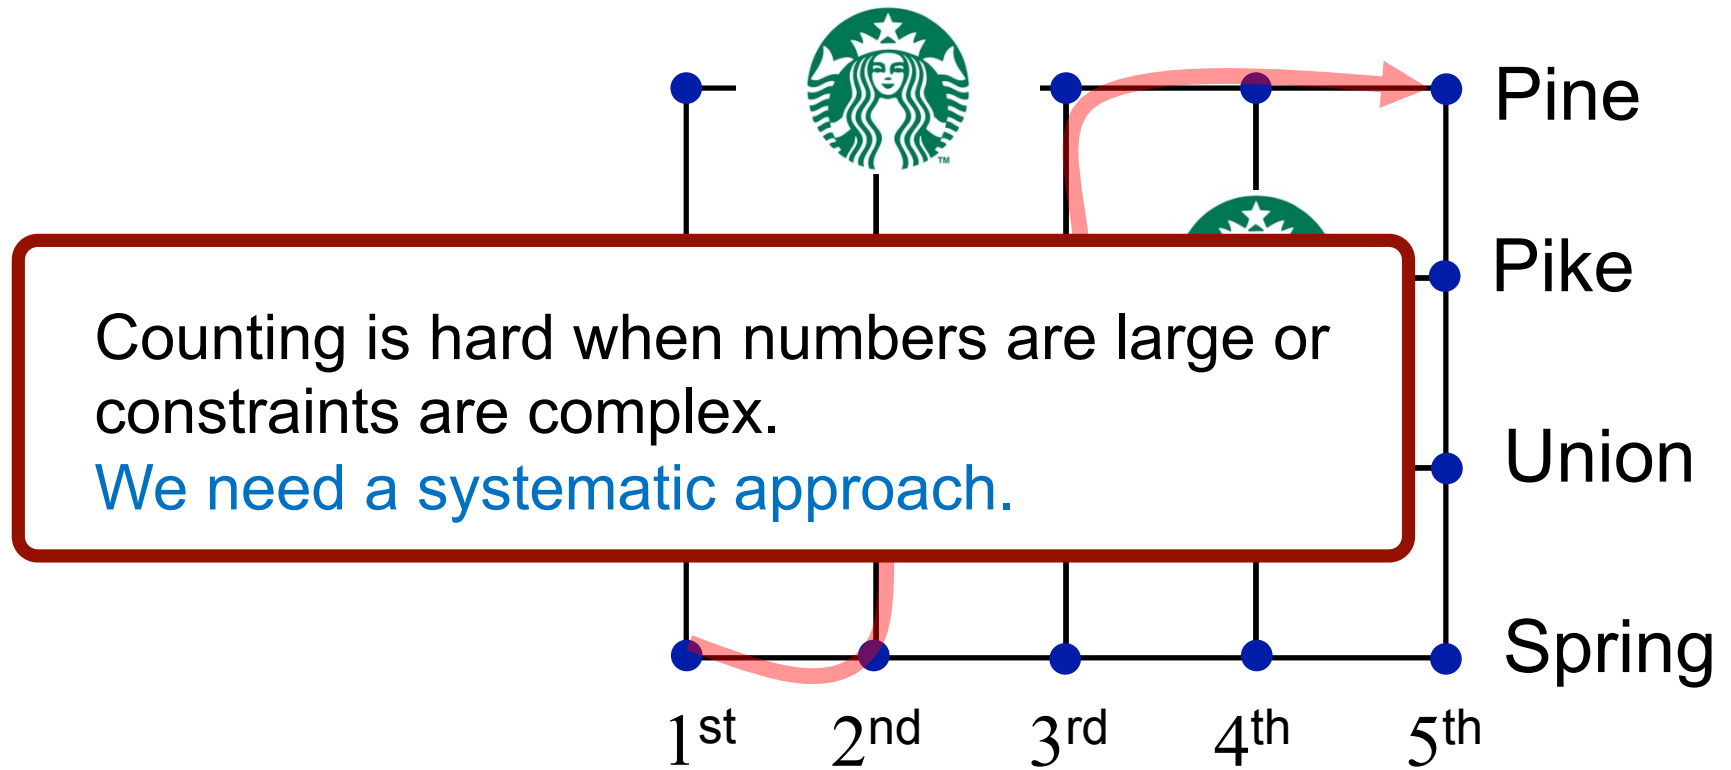 TM
Pine
Pike
Counting is hard when numbers are large or
constraints are complex.
We need a systematic approach.
Union
Spring
1st 2nd 3rd 4th 5th